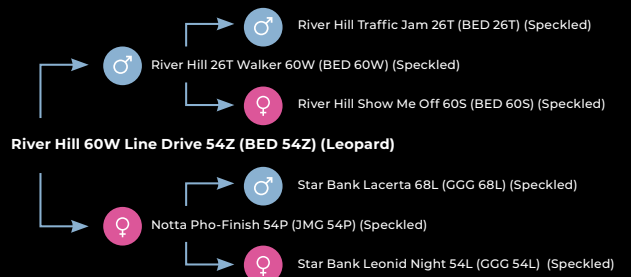 River Hill Traffic Jam 26T (BED 26T) (Speckled)
River Hill 26T Walker 60W (BED 60W) (Speckled)
River Hill Show Me Off 60S (BED 60S) (Speckled)
River Hill 60W Line Drive 54Z (BED 54Z) (Leopard)
Star Bank Lacerta 68L (GGG 68L) (Speckled)
Notta Pho-Finish 54P (JMG 54P) (Speckled)
Star Bank Leonid Night 54L (GGG 54L) (Speckled)